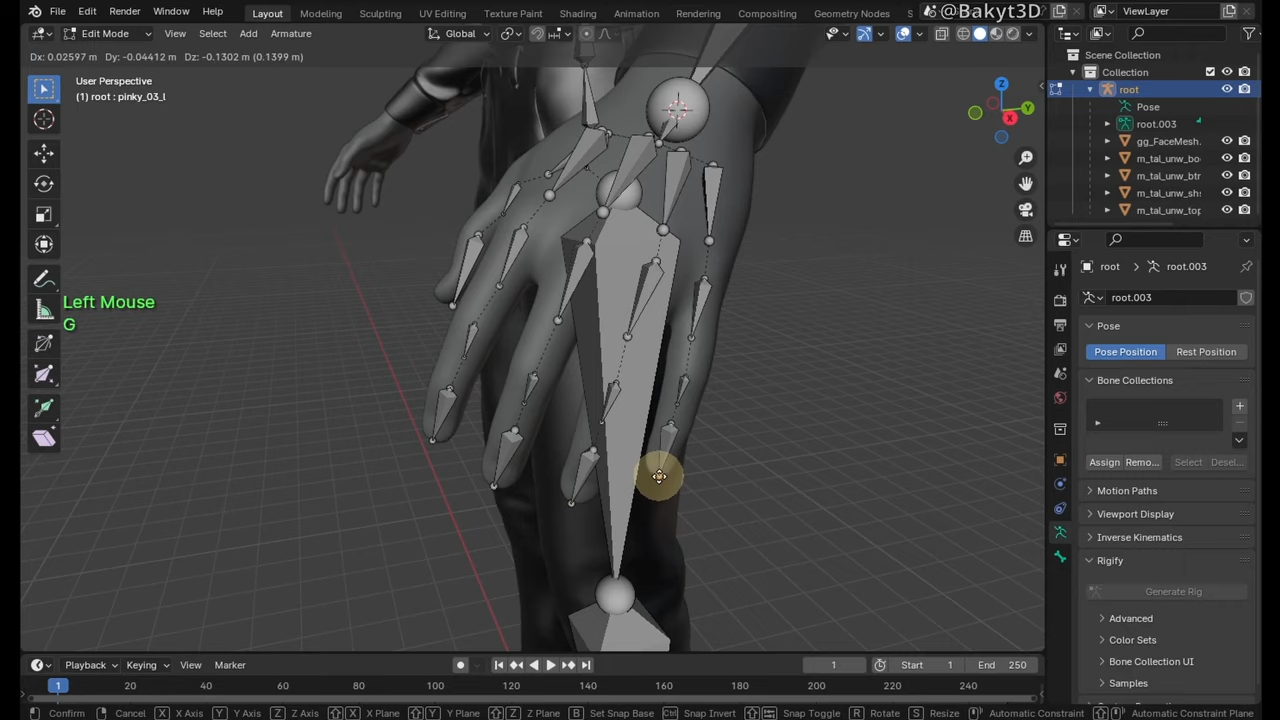 File Edit Render Window Help Layout Modeling Sculpting UV Editing Texture Paint Shading Animation Rendering Compositing Geometry Nodes @Bakyt3D ViewLayer
Edit Mode View Select Add Armature Global
Dx: 0.02597 m Dy: -0.04412 m Dz: -0.1302 m (0.1399 m)
User Perspective
(1) root : pinky_03_l
Z
Y
X
Left Mouse
G
Scene Collection
Collection
root
Pose
root.003
gg_FaceMesh.
m_tal_unw_bo
m_tal_unw_btr
m_tal_unw_sh
m_tal_unw_top
root root.003
root.003
Pose
Pose Position Rest Position
Bone Collections
Assign Remo... Select Desel...
Motion Paths
Viewport Display
Inverse Kinematics
Rigify
Generate Rig
Advanced
Color Sets
Bone Collection UI
Samples
Playback Keying View Marker 1 Start 1 End 250
1 20 40 60 80 100 120 140 160 180 200 220 240
Confirm Cancel X X Axis Y Y Axis Z Z Axis X X Plane Y Y Plane Z Z Plane B Set Snap Base Snap Invert Snap Toggle R Rotate S Resize Automatic Constraint Automatic Constraint Plane